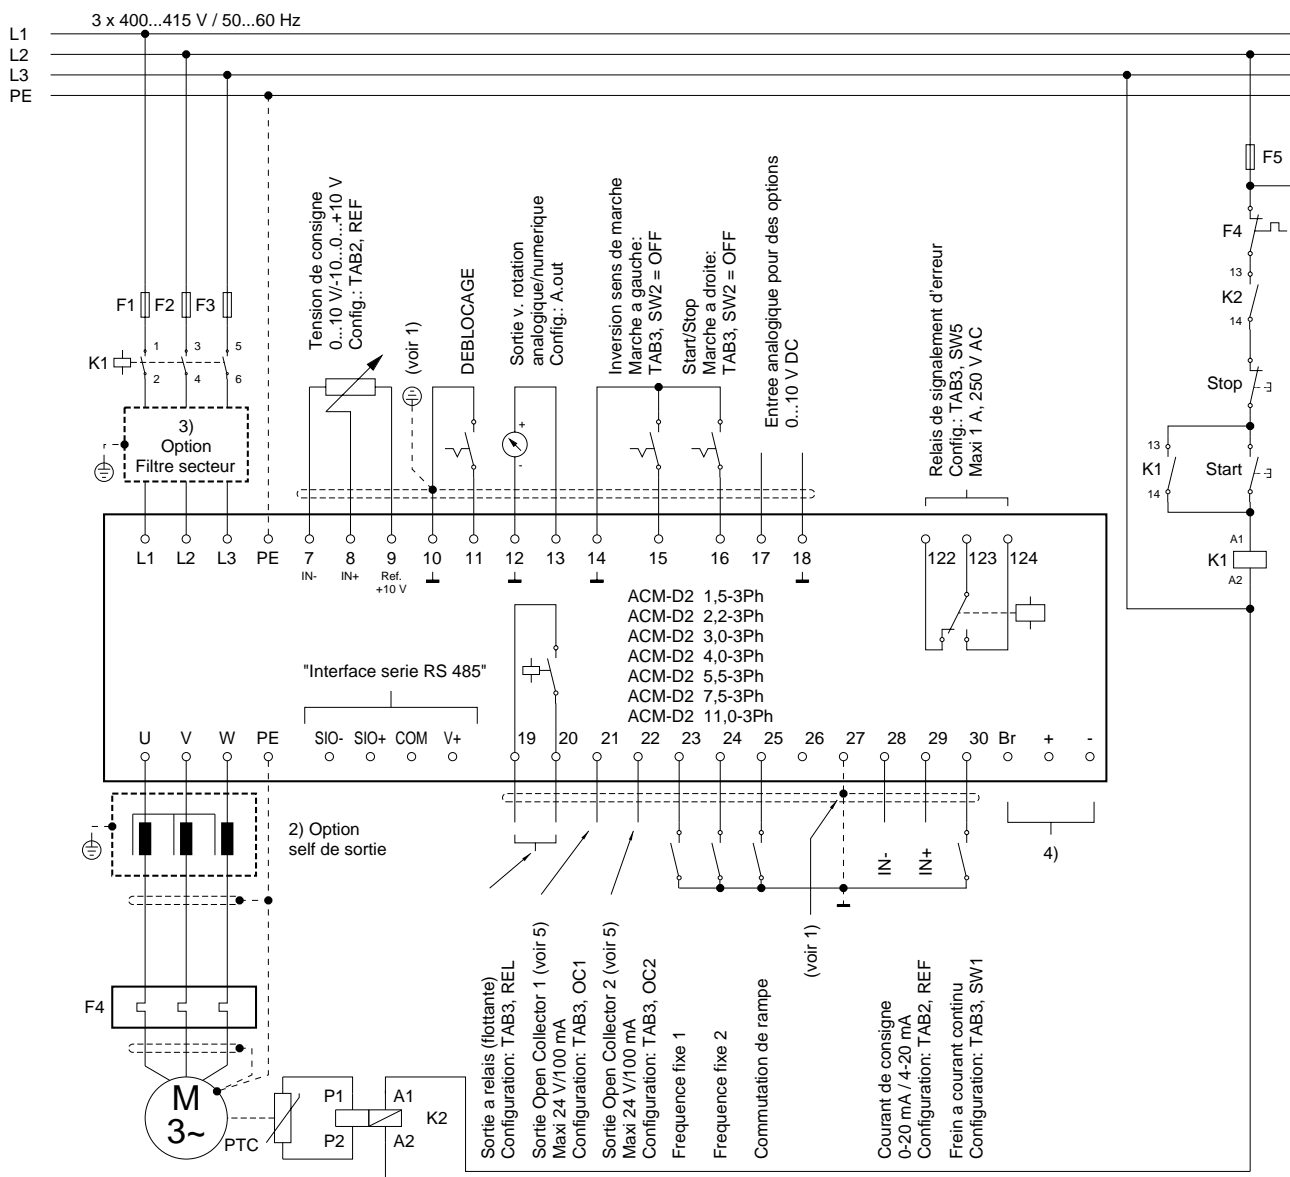 3 x 400...415 V / 50...60 Hz
L1
L2
L3
PE
F5
F4
13
K2
14
Stop
13
K1
14
Start
A1
K1
A2
F1
F2
F3
K1
1
3
5
2
4
6
3)
Option
Filtre secteur
Tension de consigne
0...10 V/-10...0...+10 V
Config.: TAB2, REF
(voir 1)
DEBLOCAGE
Sortie v. rotation
analogique/numerique
Config.: A.out
+
-
Inversion sens de marche
Marche a gauche:
TAB3, SW2 = OFF
Start/Stop
Marche a droite:
TAB3, SW2 = OFF
Entree analogique pour des options
0...10 V DC
Relais de signalement d'erreur
Config.: TAB3, SW5
Maxi 1 A, 250 V AC
L1 L2 L3 PE 7 8 9 10 11 12 13 14 15 16 17 18 122 123 124
IN- IN+ Ref.
+10 V
ACM-D2 1,5-3Ph
ACM-D2 2,2-3Ph
ACM-D2 3,0-3Ph
ACM-D2 4,0-3Ph
ACM-D2 5,5-3Ph
ACM-D2 7,5-3Ph
ACM-D2 11,0-3Ph
"Interface serie RS 485"
U V W PE SIO- SIO+ COM V+ 19 20 21 22 23 24 25 26 27 28 29 30 Br + -
2) Option
self de sortie
IN-
IN+
4)
F4
M
3~
PTC
P1
P2
A1
A2
K2
Sortie a relais (flottante)
Configuration: TAB3, REL
Sortie Open Collector 1 (voir 5)
Maxi 24 V/100 mA
Configuration: TAB3, OC1
Sortie Open Collector 2 (voir 5)
Maxi 24 V/100 mA
Configuration: TAB3, OC2
Frequence fixe 1
Frequence fixe 2
Commutation de rampe
(voir 1)
Courant de consigne
0-20 mA / 4-20 mA
Configuration: TAB2, REF
Frein a courant continu
Configuration: TAB3, SW1